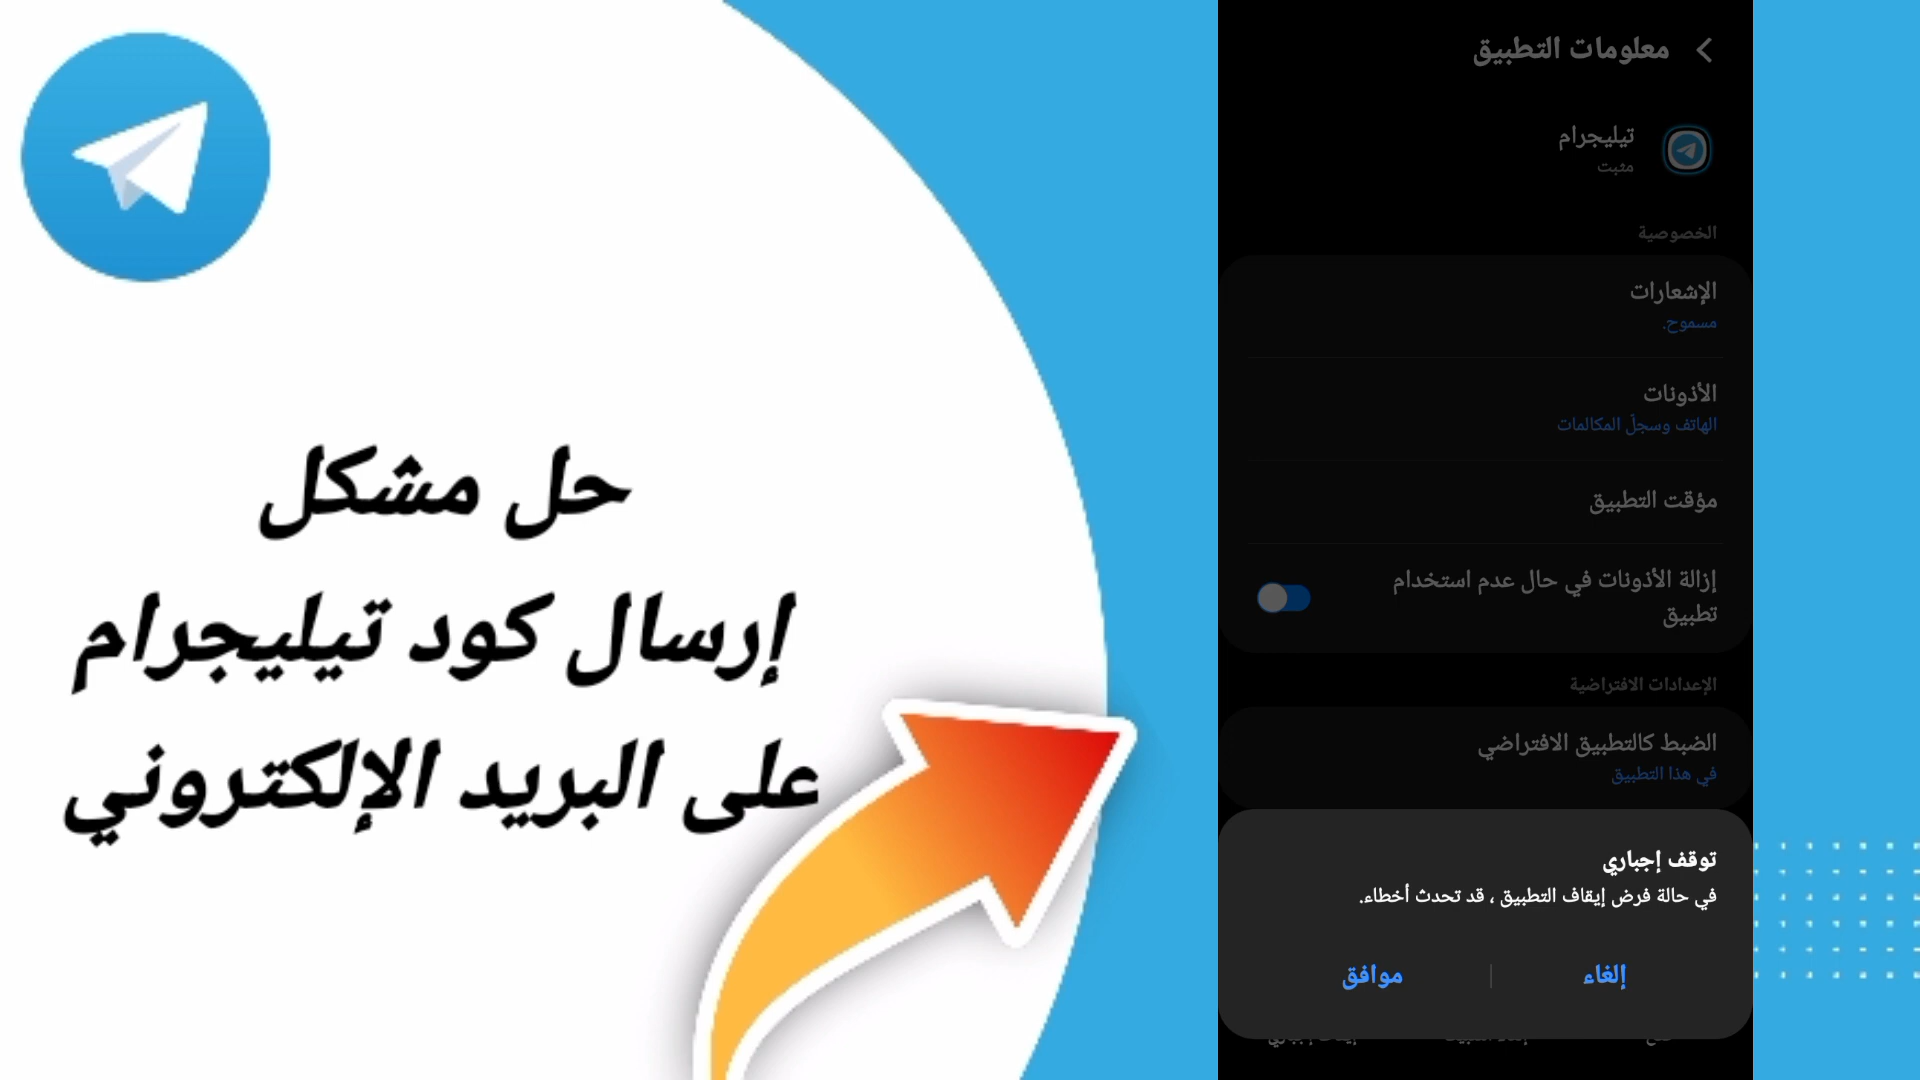 حل مشكل
إرسال كود تيليجرام
على البريد الإلكتروني
معلومات التطبيق
تيليجرام
مثبت
الخصوصية
الإشعارات
مسموح.
الأذونات
الهاتف وسجلّ المكالمات
مؤقت التطبيق
إزالة الأذونات في حال عدم استخدام
تطبيق
الإعدادات الافتراضية
الضبط كالتطبيق الافتراضي
في هذا التطبيق
توقف إجباري
في حالة فرض إيقاف التطبيق ، قد تحدث أخطاء.
إلغاء | موافق